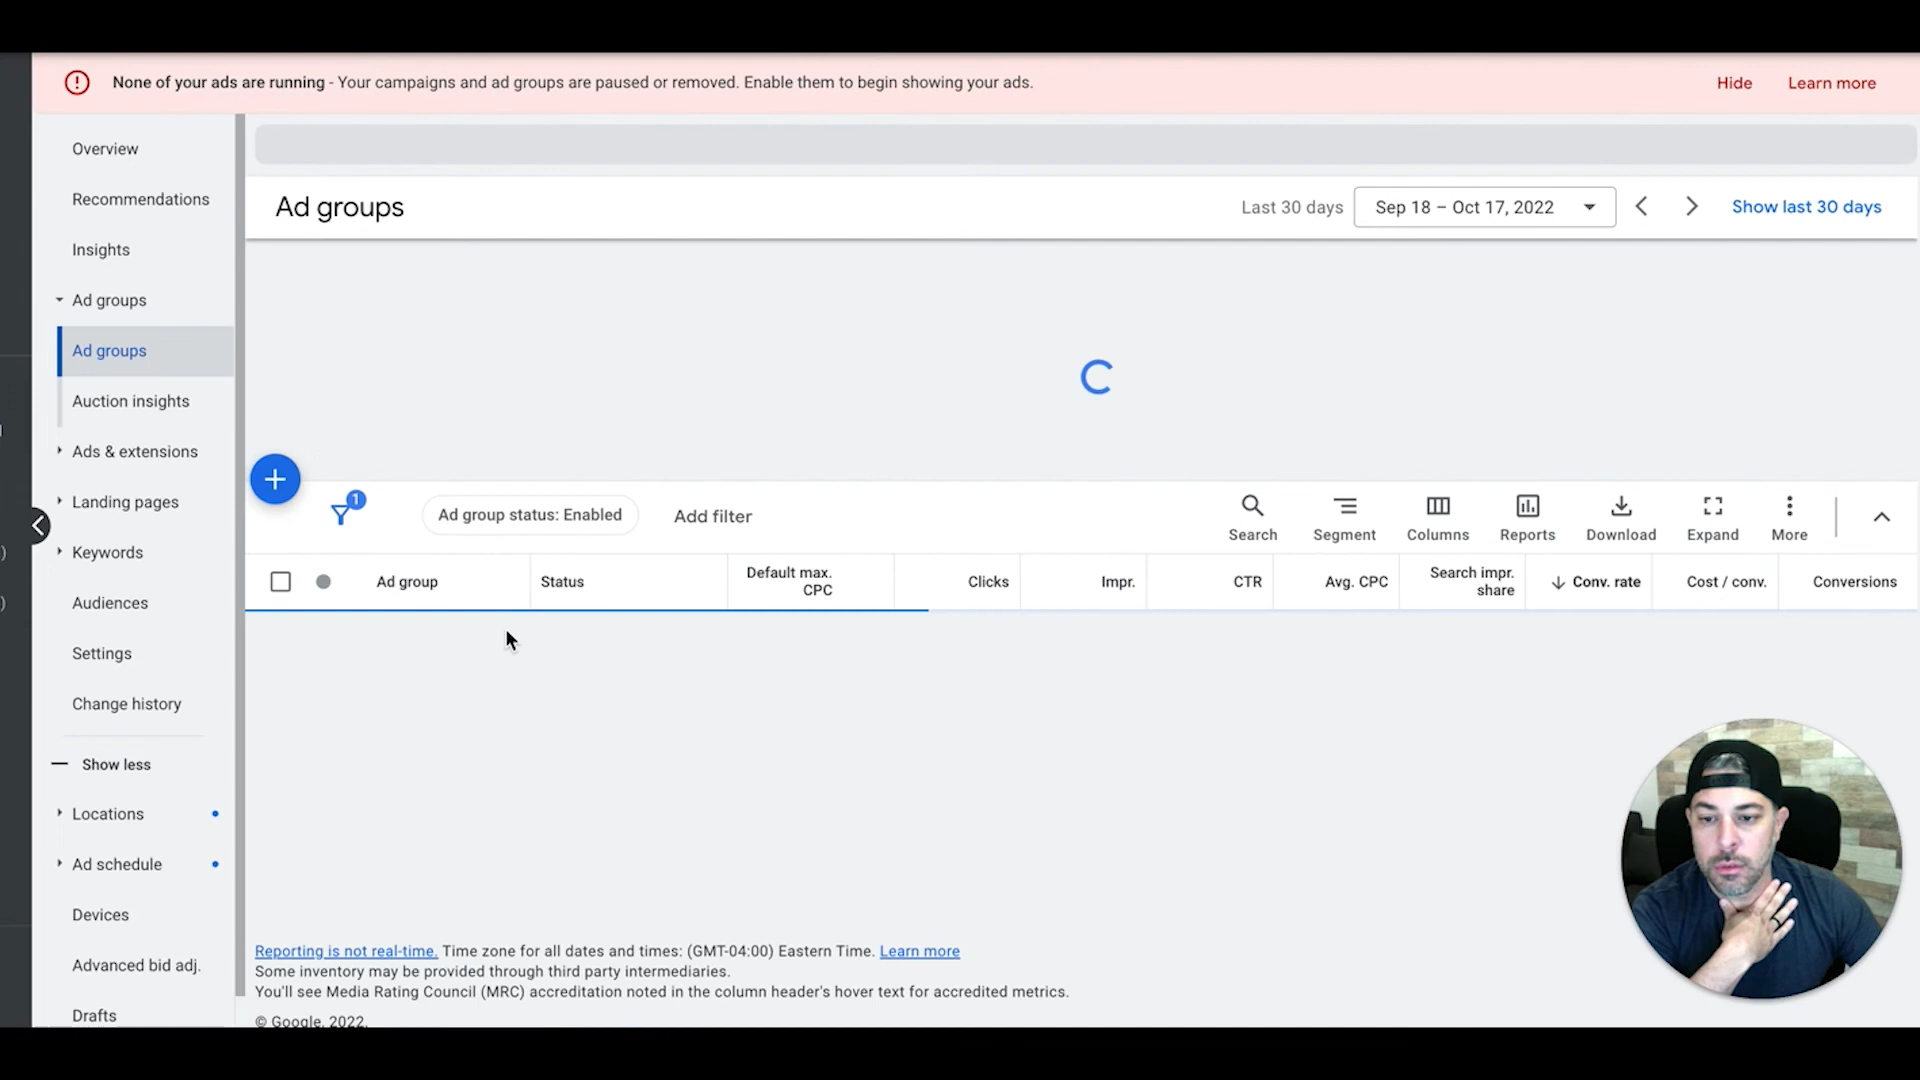 None of your ads are running - Your campaigns and ad groups are paused or removed. Enable them to begin showing your ads.
Hide
Learn more
Overview
Recommendations
Insights
Ad groups
Ad groups
Auction insights
Ads & extensions
Landing pages
Keywords
Audiences
Settings
Change history
Show less
Locations
Ad schedule
Devices
Advanced bid adj.
Drafts
Ad groups
Last 30 days
Sep 18 – Oct 17, 2022
Show last 30 days
1
Ad group status: Enabled
Add filter
Search
Segment
Columns
Reports
Download
Expand
More
Ad group
Status
Default max.
CPC
Clicks
Impr.
CTR
Avg. CPC
Search impr.
share
Conv. rate
Cost / conv.
Conversions
Reporting is not real-time. Time zone for all dates and times: (GMT-04:00) Eastern Time. Learn more
Some inventory may be provided through third party intermediaries.
You'll see Media Rating Council (MRC) accreditation noted in the column header's hover text for accredited metrics.
© Google, 2022.